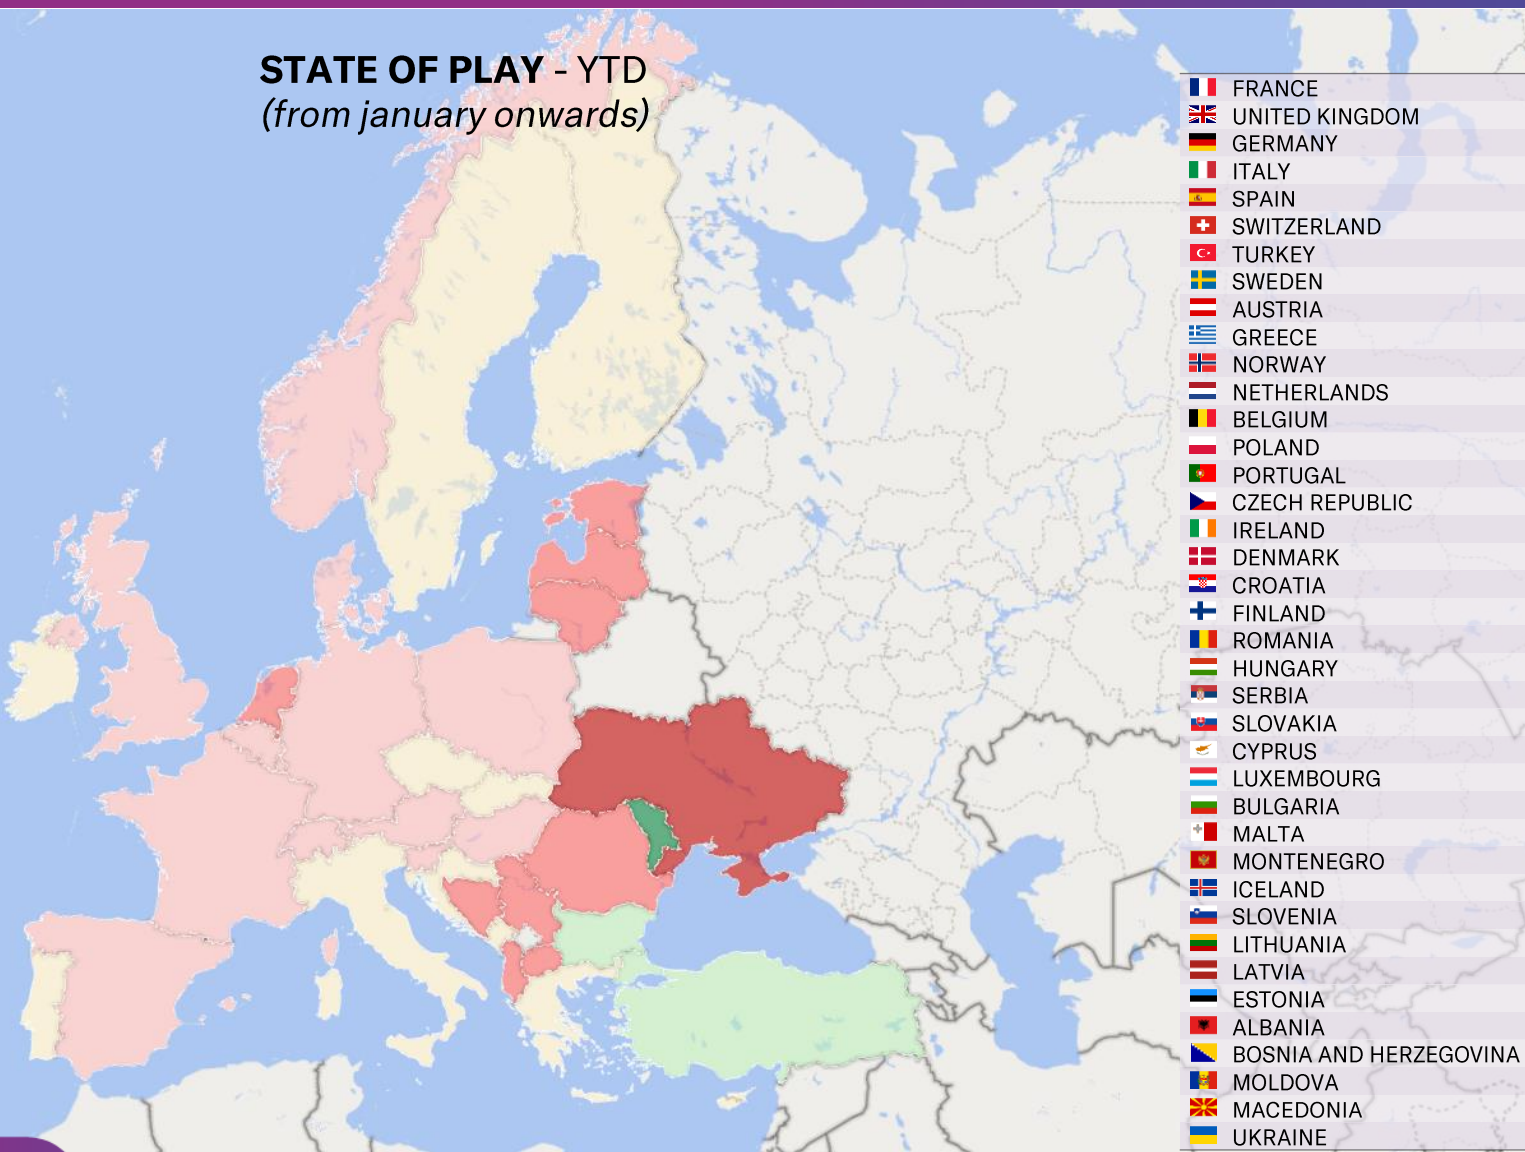 STATE OF PLAY - YTD
(from january onwards)
FRANCE
UNITED KINGDOM
GERMANY
ITALY
SPAIN
SWITZERLAND
TURKEY
SWEDEN
AUSTRIA
GREECE
NORWAY
NETHERLANDS
BELGIUM
POLAND
PORTUGAL
CZECH REPUBLIC
IRELAND
DENMARK
CROATIA
FINLAND
ROMANIA
HUNGARY
SERBIA
SLOVAKIA
CYPRUS
LUXEMBOURG
BULGARIA
MALTA
MONTENEGRO
ICELAND
SLOVENIA
LITHUANIA
LATVIA
ESTONIA
ALBANIA
BOSNIA AND HERZEGOVINA
MOLDOVA
MACEDONIA
UKRAINE